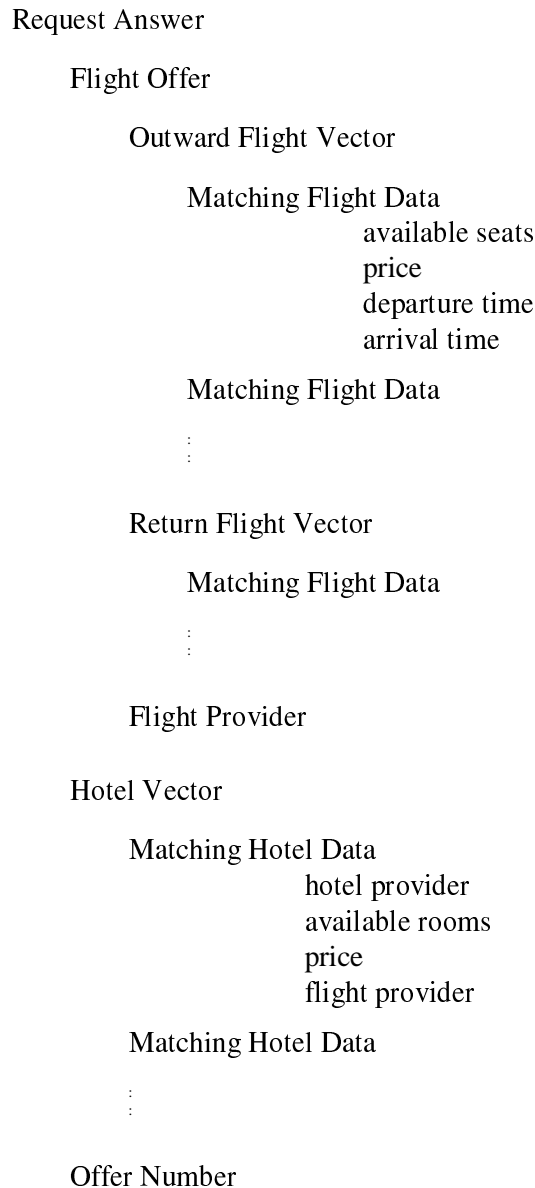 Request Answer
Flight Offer
Outward Flight Vector
Matching Flight Data
available seats
price
departure time
arrival time
Matching Flight Data
:
:
Return Flight Vector
Matching Flight Data
:
:
Flight Provider
Hotel Vector
Matching Hotel Data
hotel provider
available rooms
price
flight provider
Matching Hotel Data
:
:
Offer Number